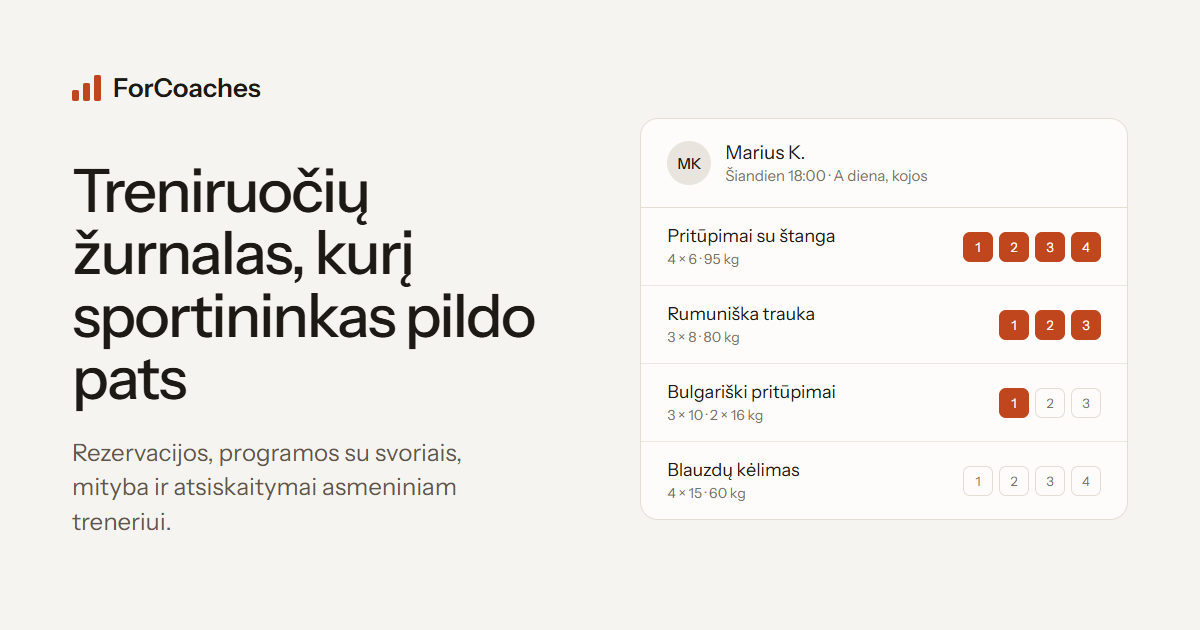 ForCoaches
Treniruočių
žurnalas, kurį
sportininkas pildo
pats
Rezervacijos, programos su svoriais,
mityba ir atsiskaitymai asmeniniam
treneriui.
MK
Marius K.
Šiandien 18:00 · A diena, kojos
Pritūpimai su štanga
4 × 6 · 95 kg
1 2 3 4
Rumuniška trauka
3 × 8 · 80 kg
1 2 3
Bulgariški pritūpimai
3 × 10 · 2 × 16 kg
1 2 3
Blauzdų kėlimas
4 × 15 · 60 kg
1 2 3 4